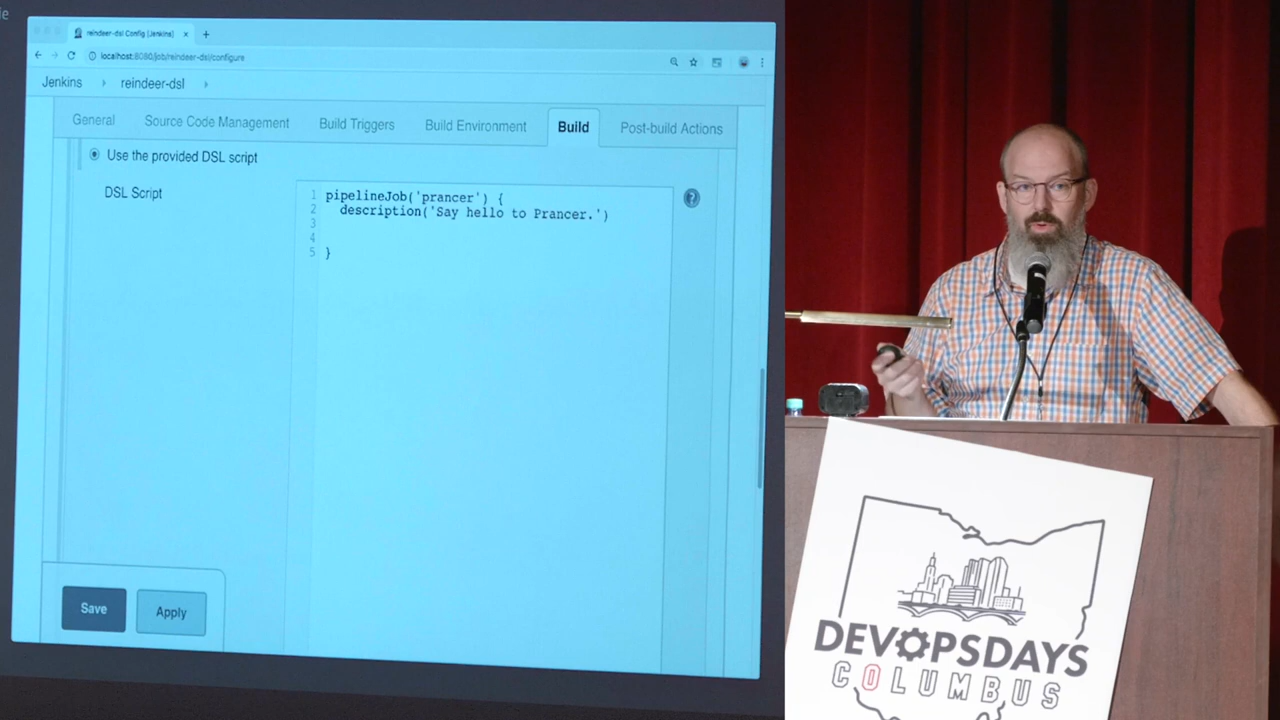 ie
reindeer-dsl Config [Jenkins] × +
localhost:8080/job/reindeer-dsl/configure
Jenkins › reindeer-dsl ›
General Source Code Management Build Triggers Build Environment Build Post-build Actions
Use the provided DSL script
DSL Script
1 pipelineJob('prancer') {
2 description('Say hello to Prancer.')
3
4
5 }
?
Save Apply
DEVOPSDAYS
COLUMBUS